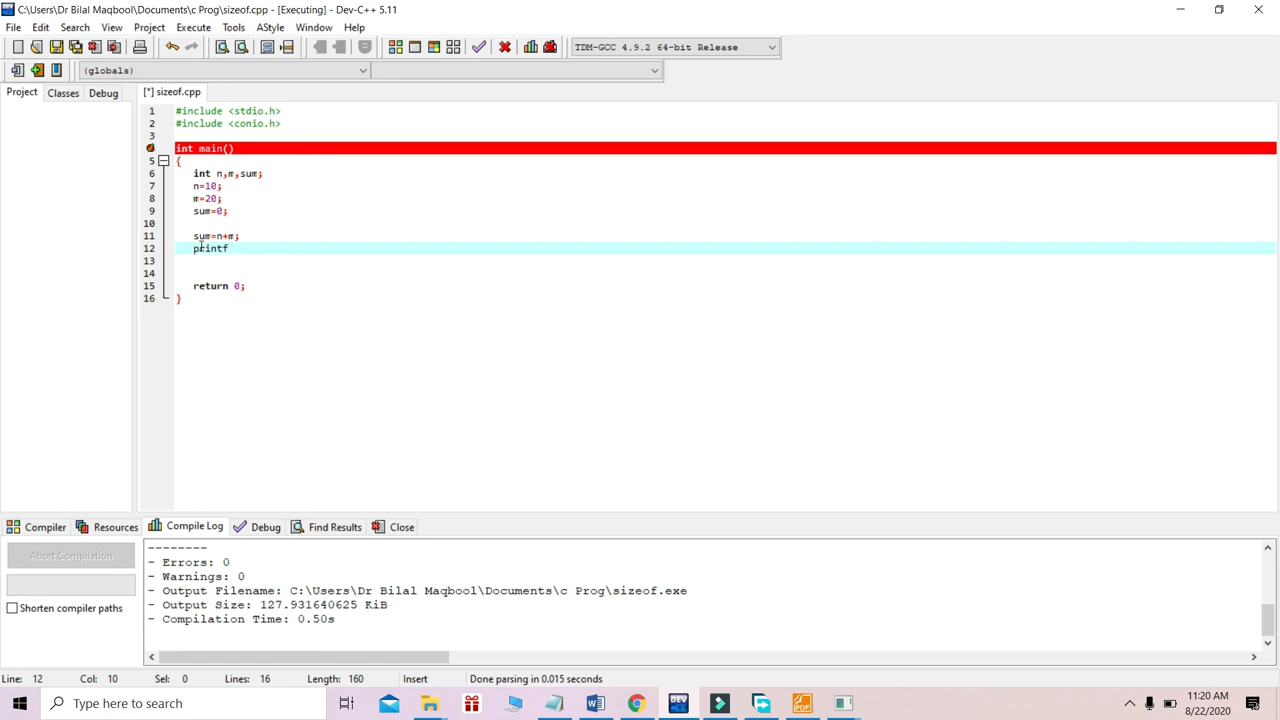 C:\Users\Dr Bilal Maqbool\Documents\c Prog\sizeof.cpp - [Executing] - Dev-C++ 5.11
File Edit Search View Project Execute Tools AStyle Window Help
TDM-GCC 4.9.2 64-bit Release
(globals)
Project Classes Debug [*] sizeof.cpp
1 #include <stdio.h>
2 #include <conio.h>
3
int main()
5 {
6 int n,m,sum;
7 n=10;
8 m=20;
9 sum=0;
10
11 sum=n+m;
12 printf
13
14
15 return 0;
16 }
Compiler Resources Compile Log Debug Find Results Close
Abort Compilation
Shorten compiler paths
--------
- Errors: 0
- Warnings: 0
- Output Filename: C:\Users\Dr Bilal Maqbool\Documents\c Prog\sizeof.exe
- Output Size: 127.931640625 KiB
- Compilation Time: 0.50s
Line: 12 Col: 10 Sel: 0 Lines: 16 Length: 160 Insert Done parsing in 0.015 seconds
Type here to search
DEV
PDF
11:20 AM
8/22/2020